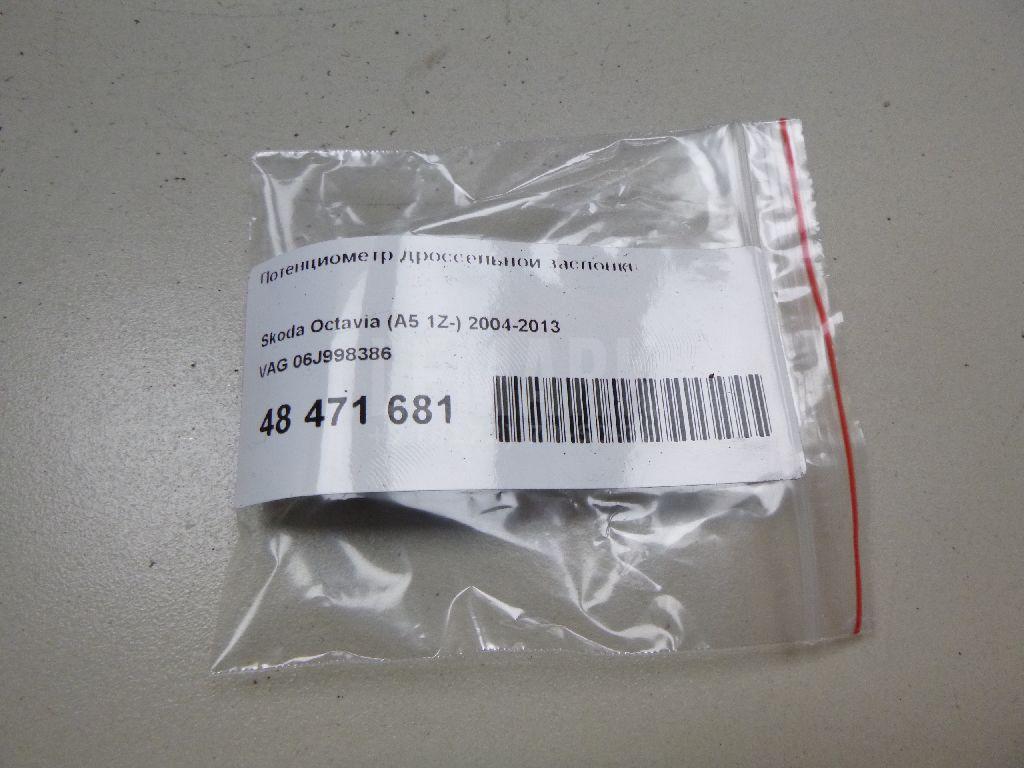 Потенциометр дроссельной заслонки
Skoda Octavia (A5 1Z-) 2004-2013
VAG 06J998386
48 471 681